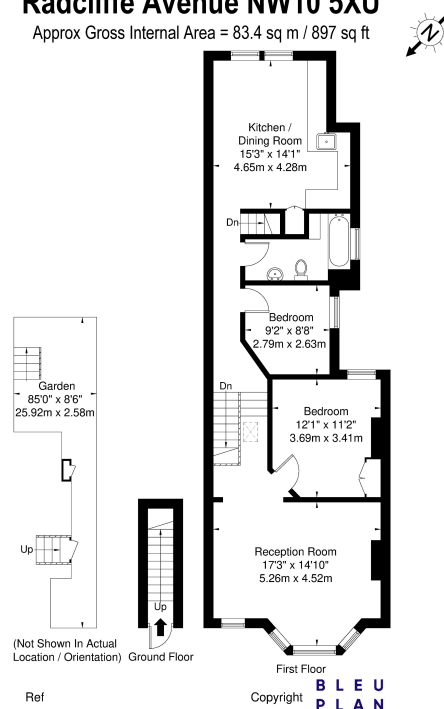 Radcliffe Avenue NW10 5XU
Approx Gross Internal Area = 83.4 sq m / 897 sq ft
N
Kitchen /
Dining Room
15'3" x 14'1"
4.65m x 4.28m
Dn
Bedroom
9'2" x 8'8"
2.79m x 2.63m
Garden
85'0" x 8'6"
25.92m x 2.58m
Dn
Bedroom
12'1" x 11'2"
3.69m x 3.41m
Up
Reception Room
17'3" x 14'10"
5.26m x 4.52m
Up
(Not Shown In Actual
Location / Orientation)
Ground Floor
First Floor
Ref
Copyright
BLEU
PLAN